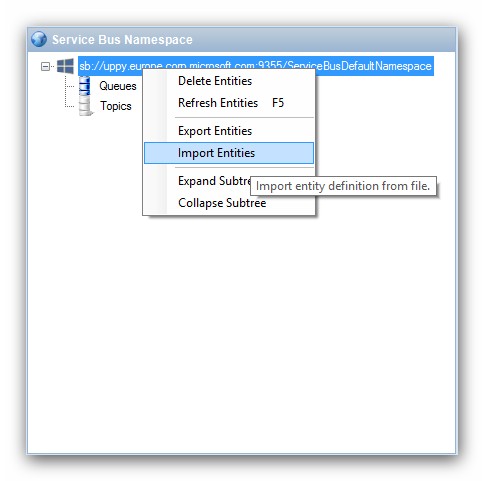 Service Bus Namespace
sb://uppy.europe.corp.microsoft.com:9355/ServiceBusDefaultNamespace
Queues
Topics
Delete Entities
Refresh Entities F5
Export Entities
Import Entities
Expand Subtre
Import entity definition from file.
Collapse Subtree